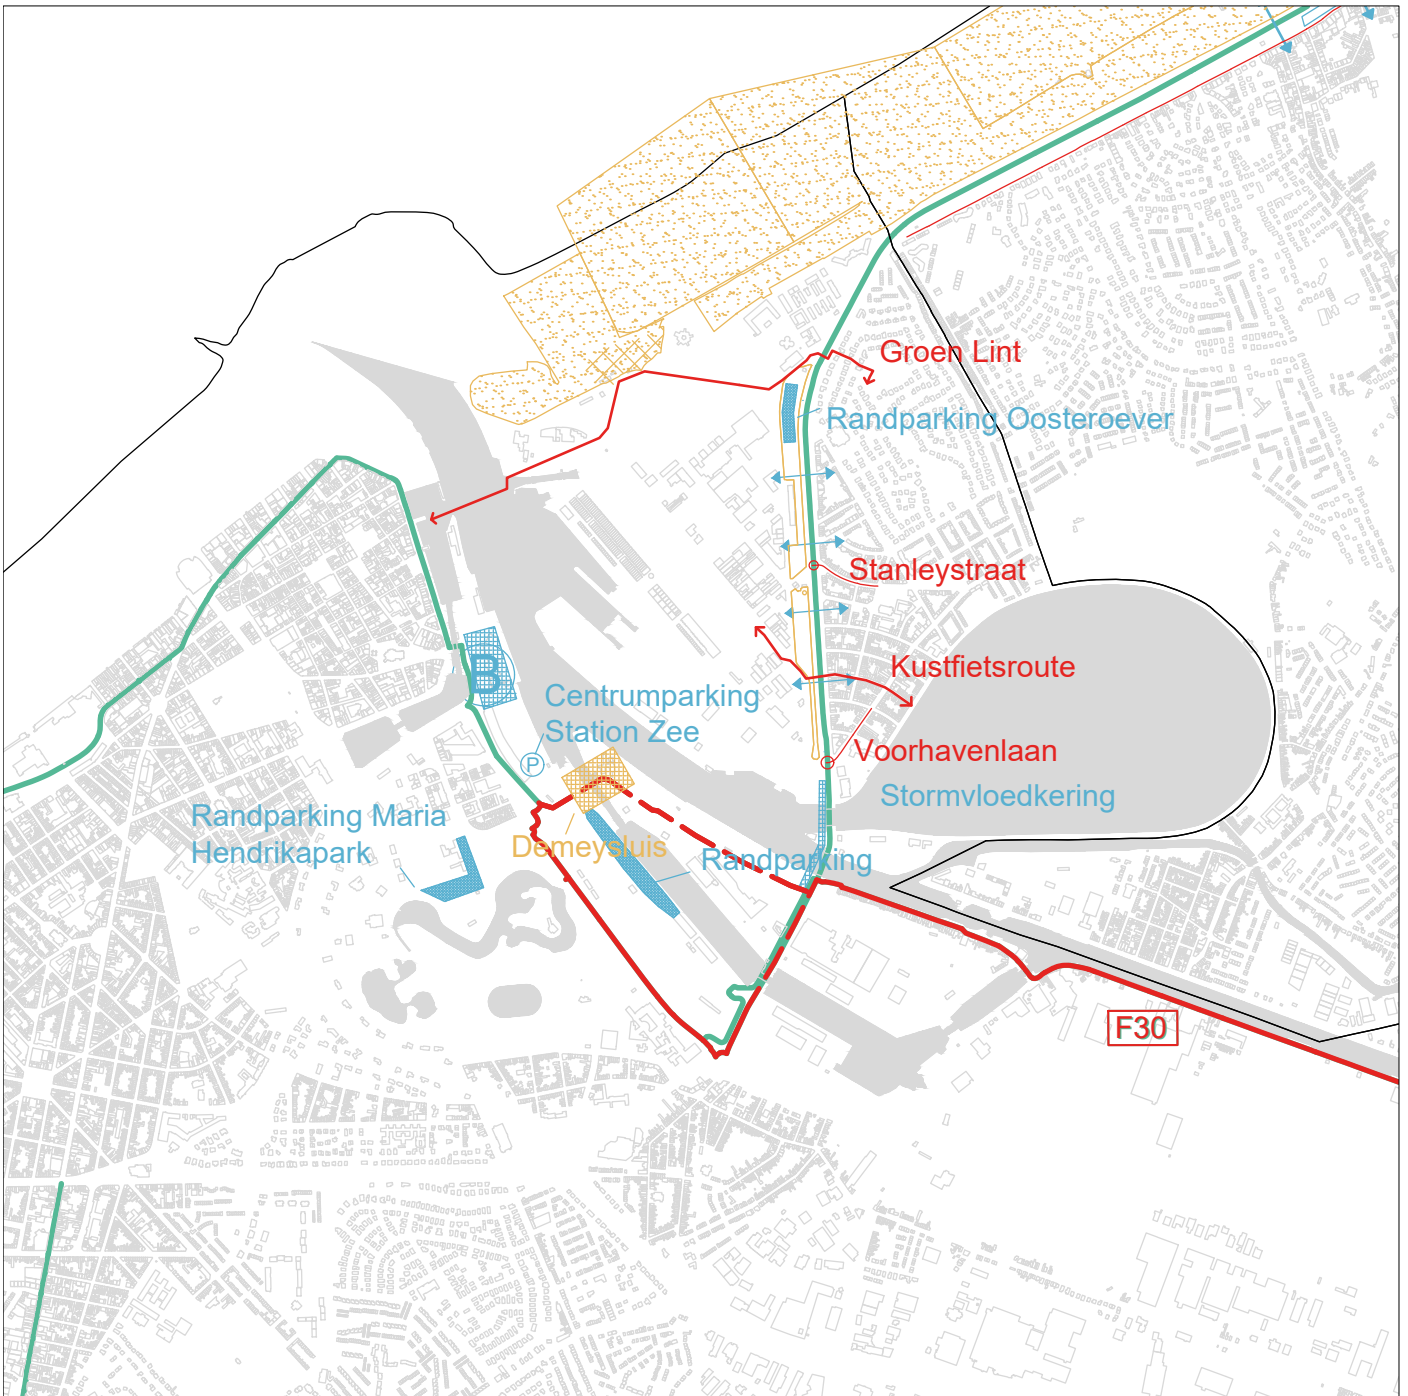 Groen Lint
Randparking Oosteroever
Stanleystraat
Kustfietsroute
B
Centrumparking
Station Zee
P
Voorhavenlaan
Stormvloedkering
Randparking Maria
Hendrikapark
Demeysluis
Randparking
F30